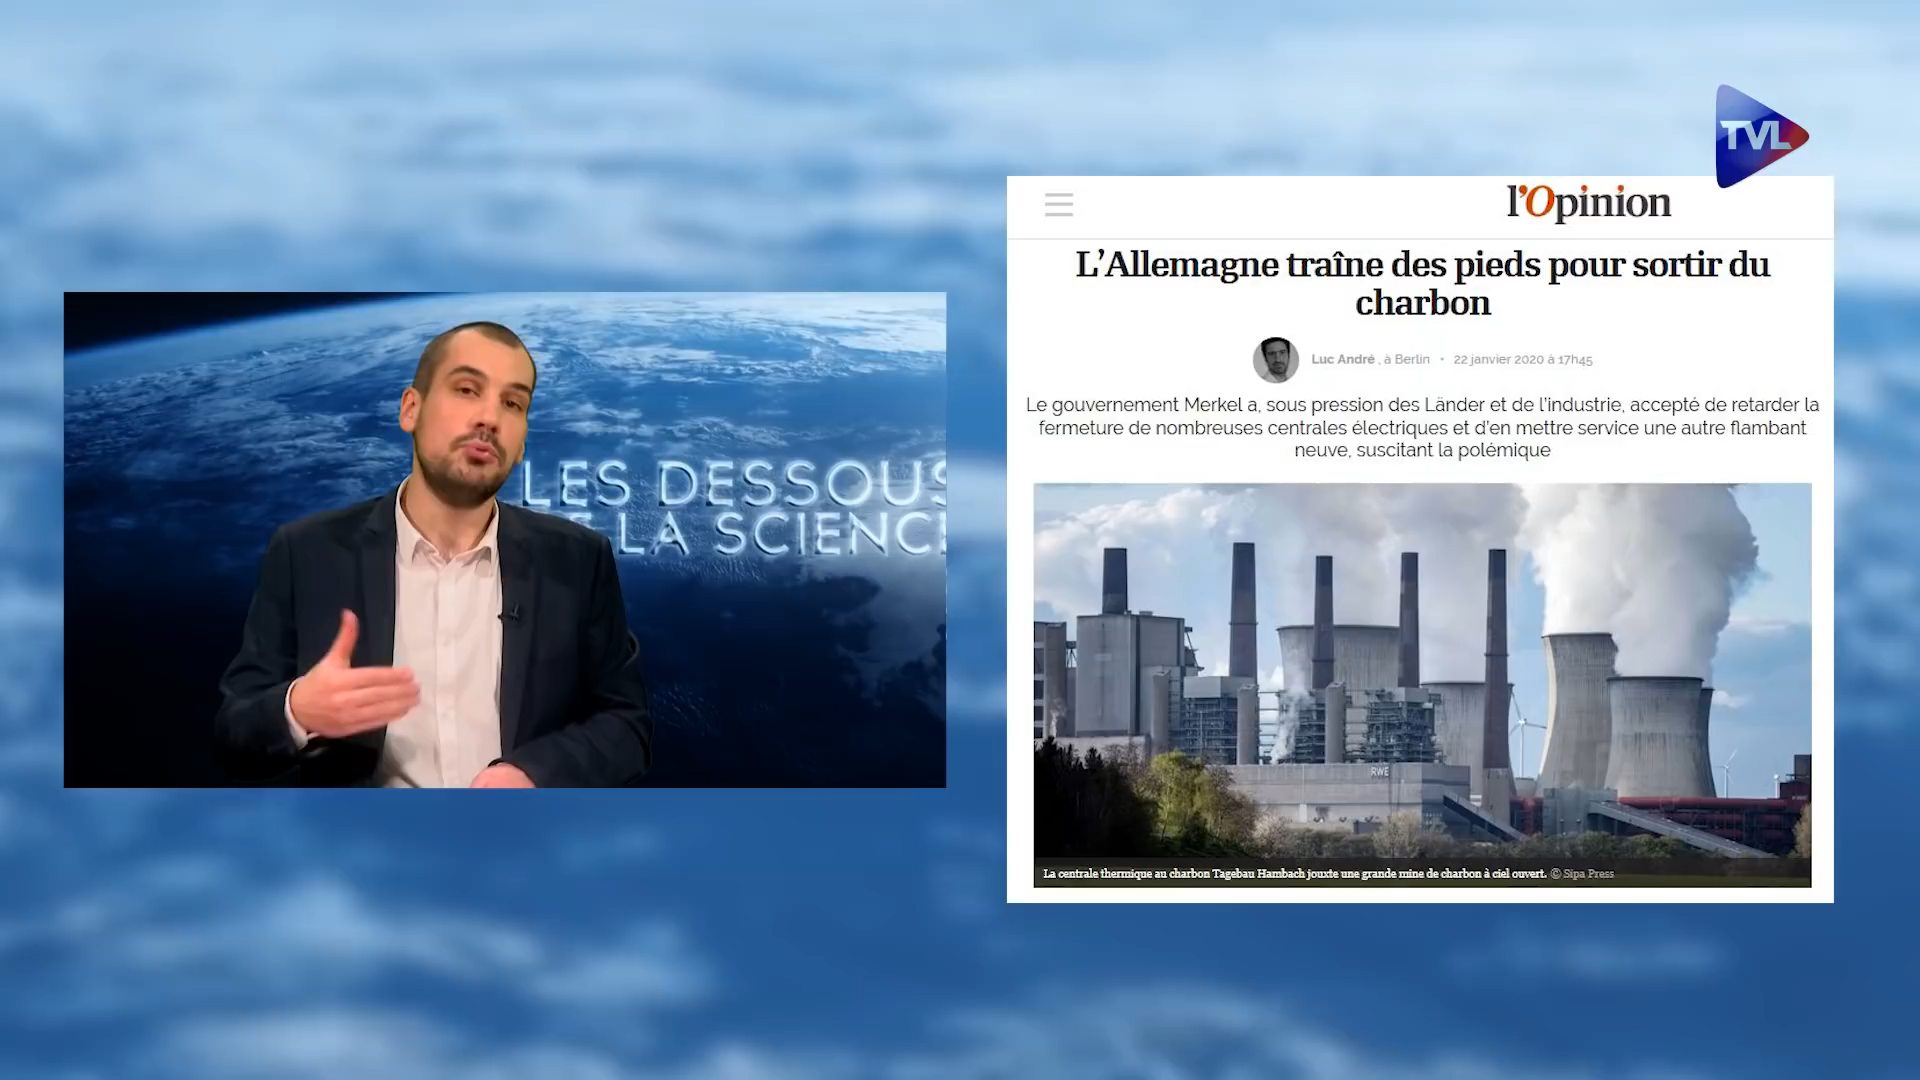 TVL
l'Opinion
L'Allemagne traîne des pieds pour sortir du
charbon
Luc André , à Berlin • 22 janvier 2020 à 17h45
Le gouvernement Merkel a, sous pression des Länder et de l'industrie, accepté de retarder la
fermeture de nombreuses centrales électriques et d'en mettre service une autre flambant
neuve, suscitant la polémique
LES DESSOUS
LA SCIENC
RWE
La centrale thermique au charbon Tagebau Hambach jouxte une grande mine de charbon à ciel ouvert. © Sipa Press